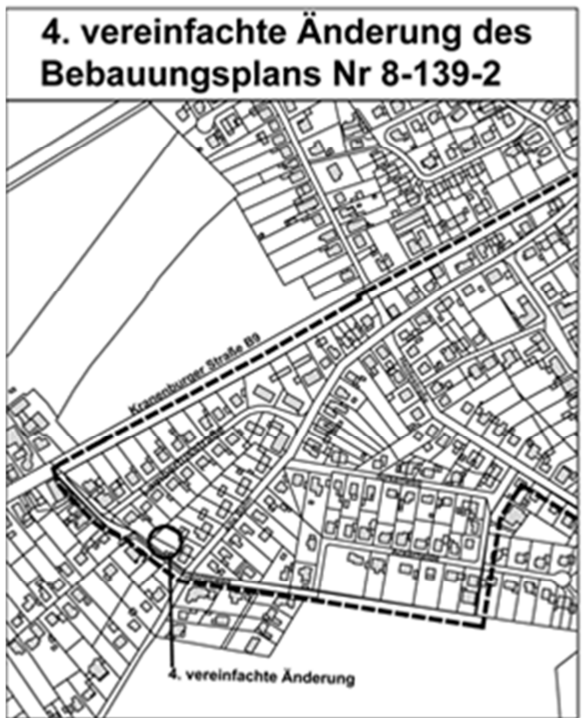 4. vereinfachte Änderung des
Bebauungsplans Nr 8-139-2
Kranenburger Straße B9
4. vereinfachte Änderung